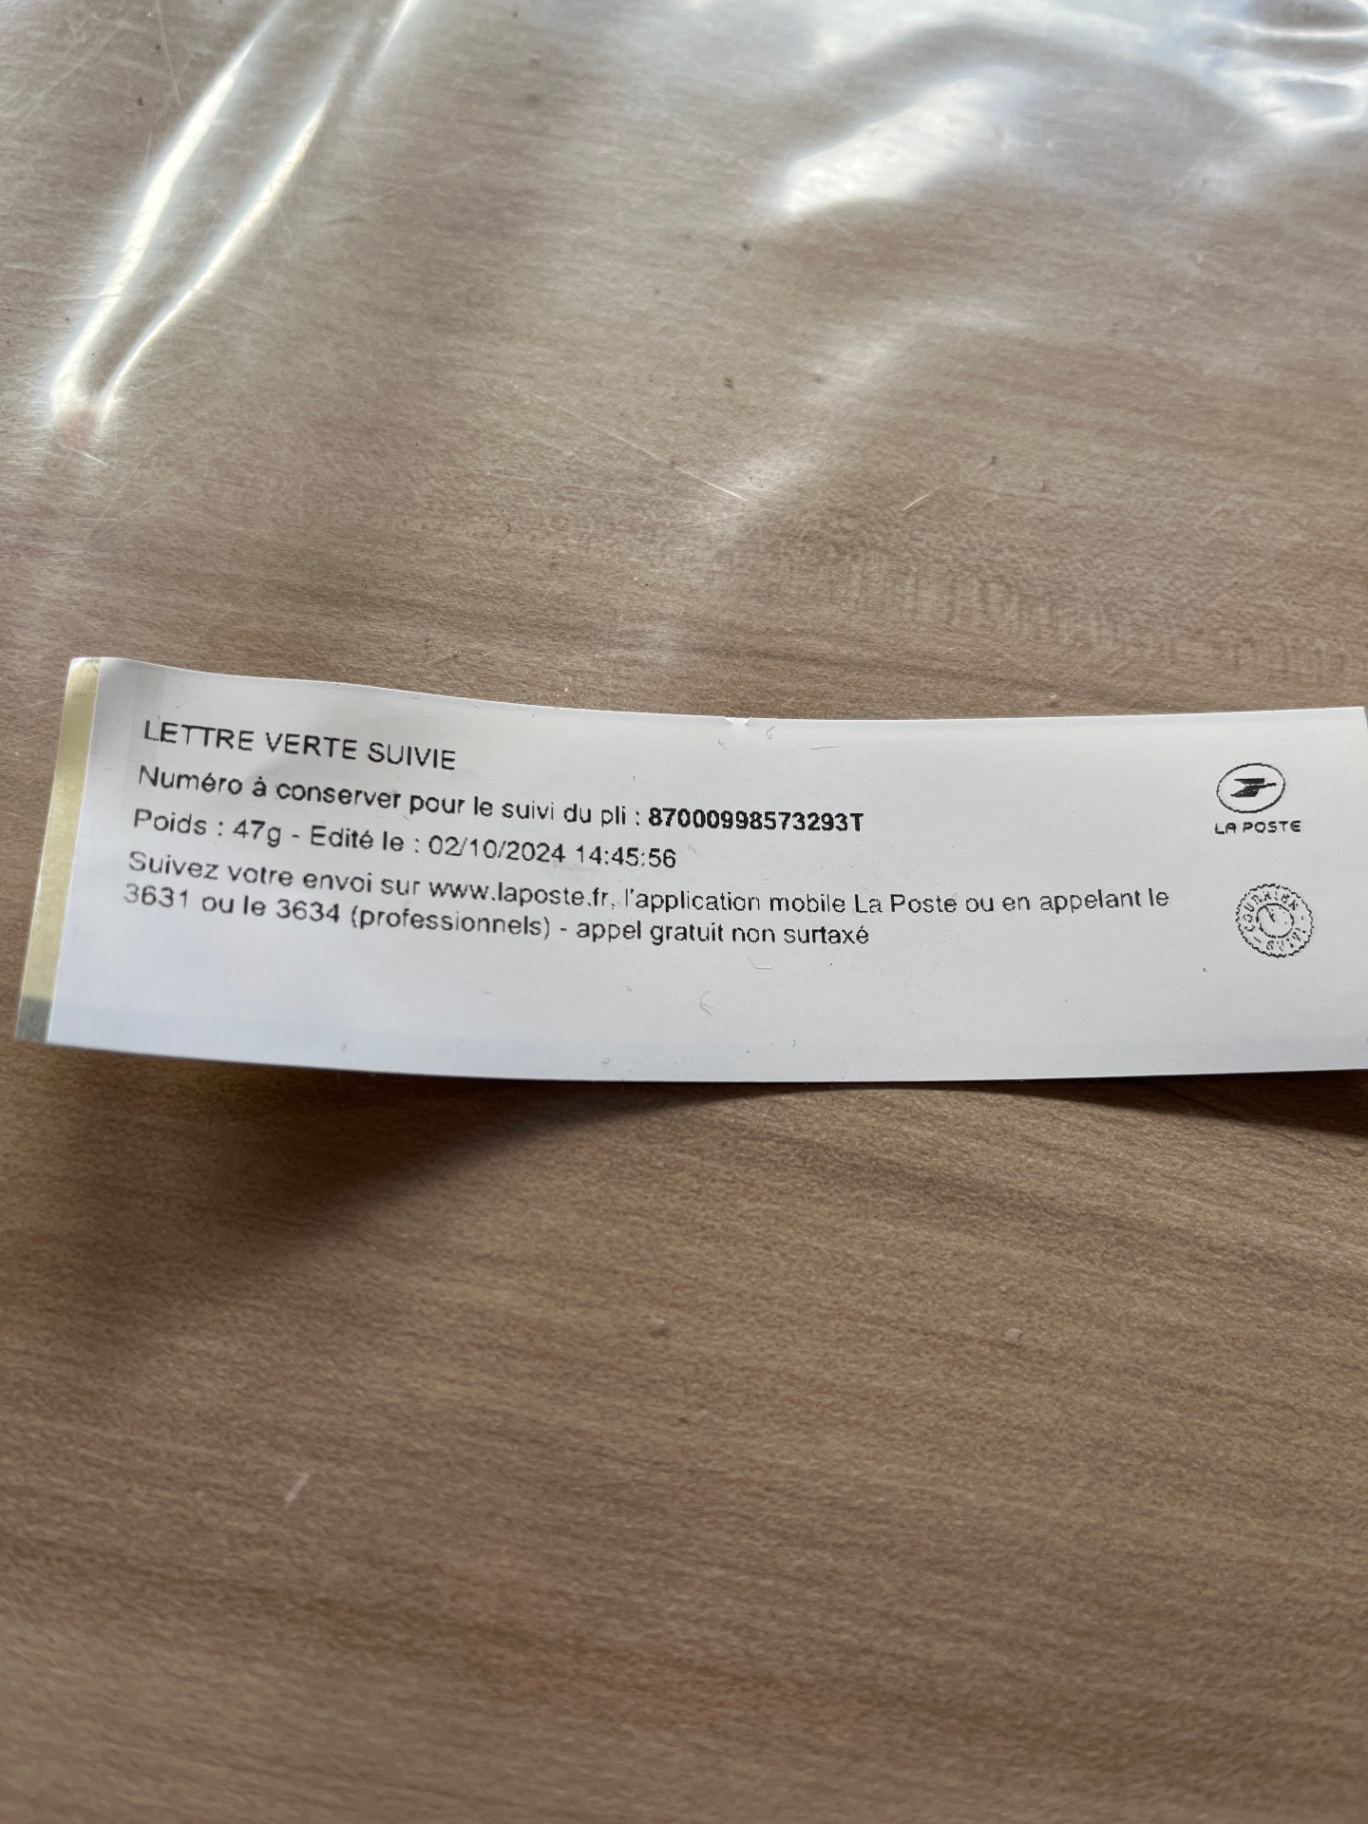 LETTRE VERTE SUIVIE
Numéro à conserver pour le suivi du pli : 87000998573293T
Poids : 47g - Edité le : 02/10/2024 14:45:56
Suivez votre envoi sur www.laposte.fr, l'application mobile La Poste ou en appelant le
3631 ou le 3634 (professionnels) - appel gratuit non surtaxé
LA POSTE
COURRIER
SUIVI